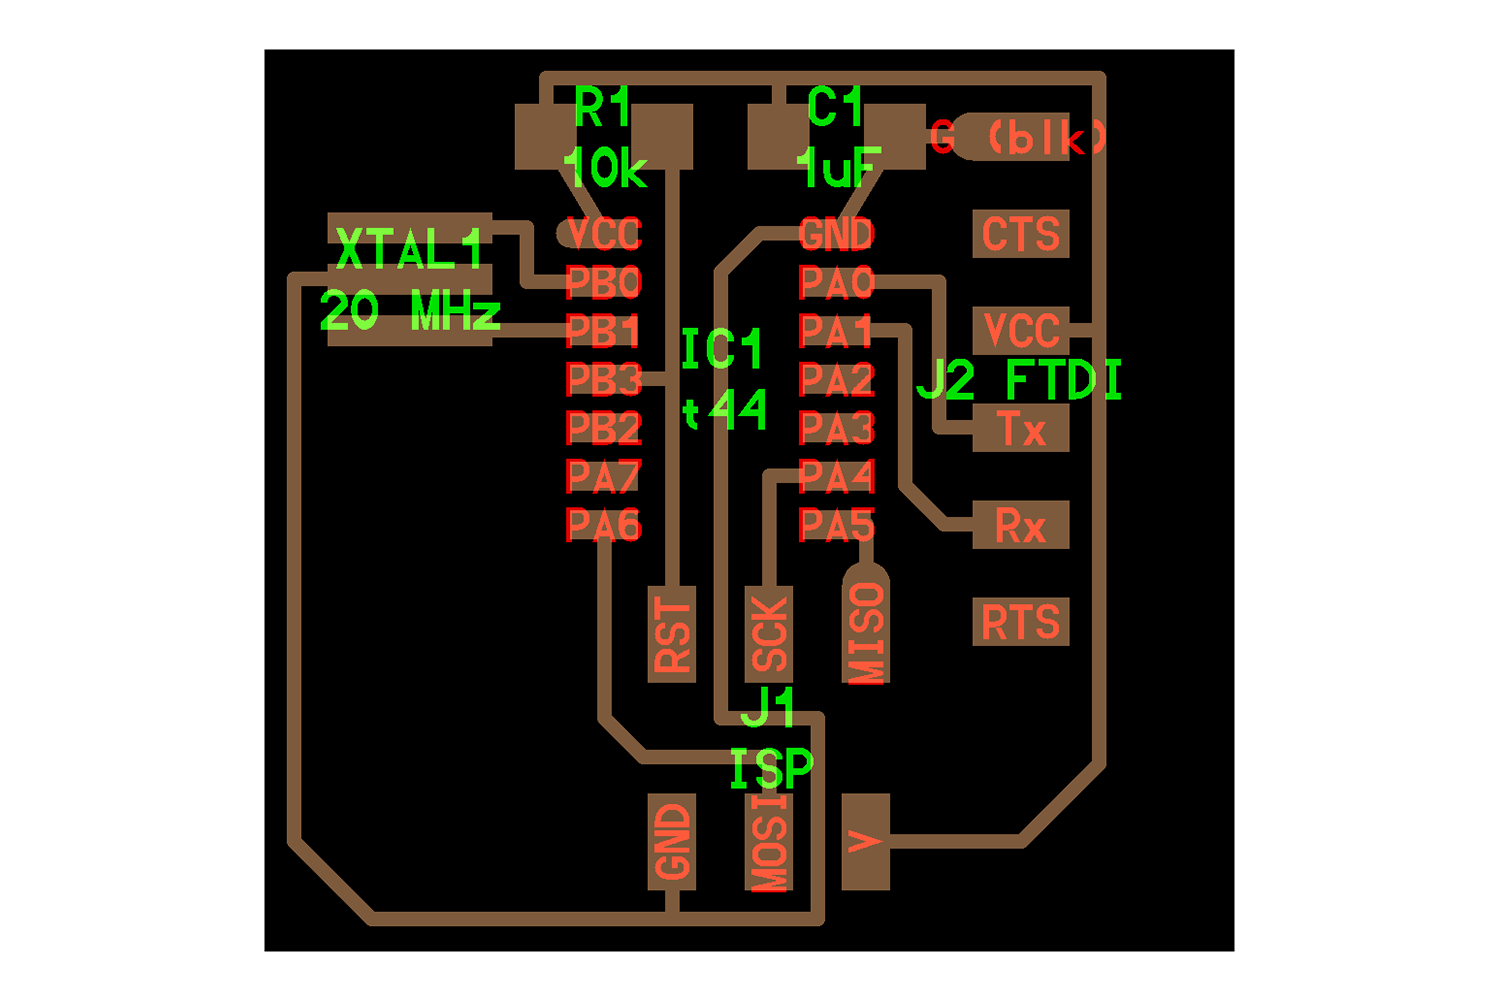 R1
10k
C1
1uF
G (blk)
XTAL1
20 MHz
VCC
PB0
PB1
PB3
PB2
PA7
PA6
IC1
t44
GND
PA0
PA1
PA2
PA3
PA4
PA5
CTS
VCC
J2 FTDI
Tx
Rx
RTS
RST
SCK
MISO
J1
ISP
GND
MOSI
V